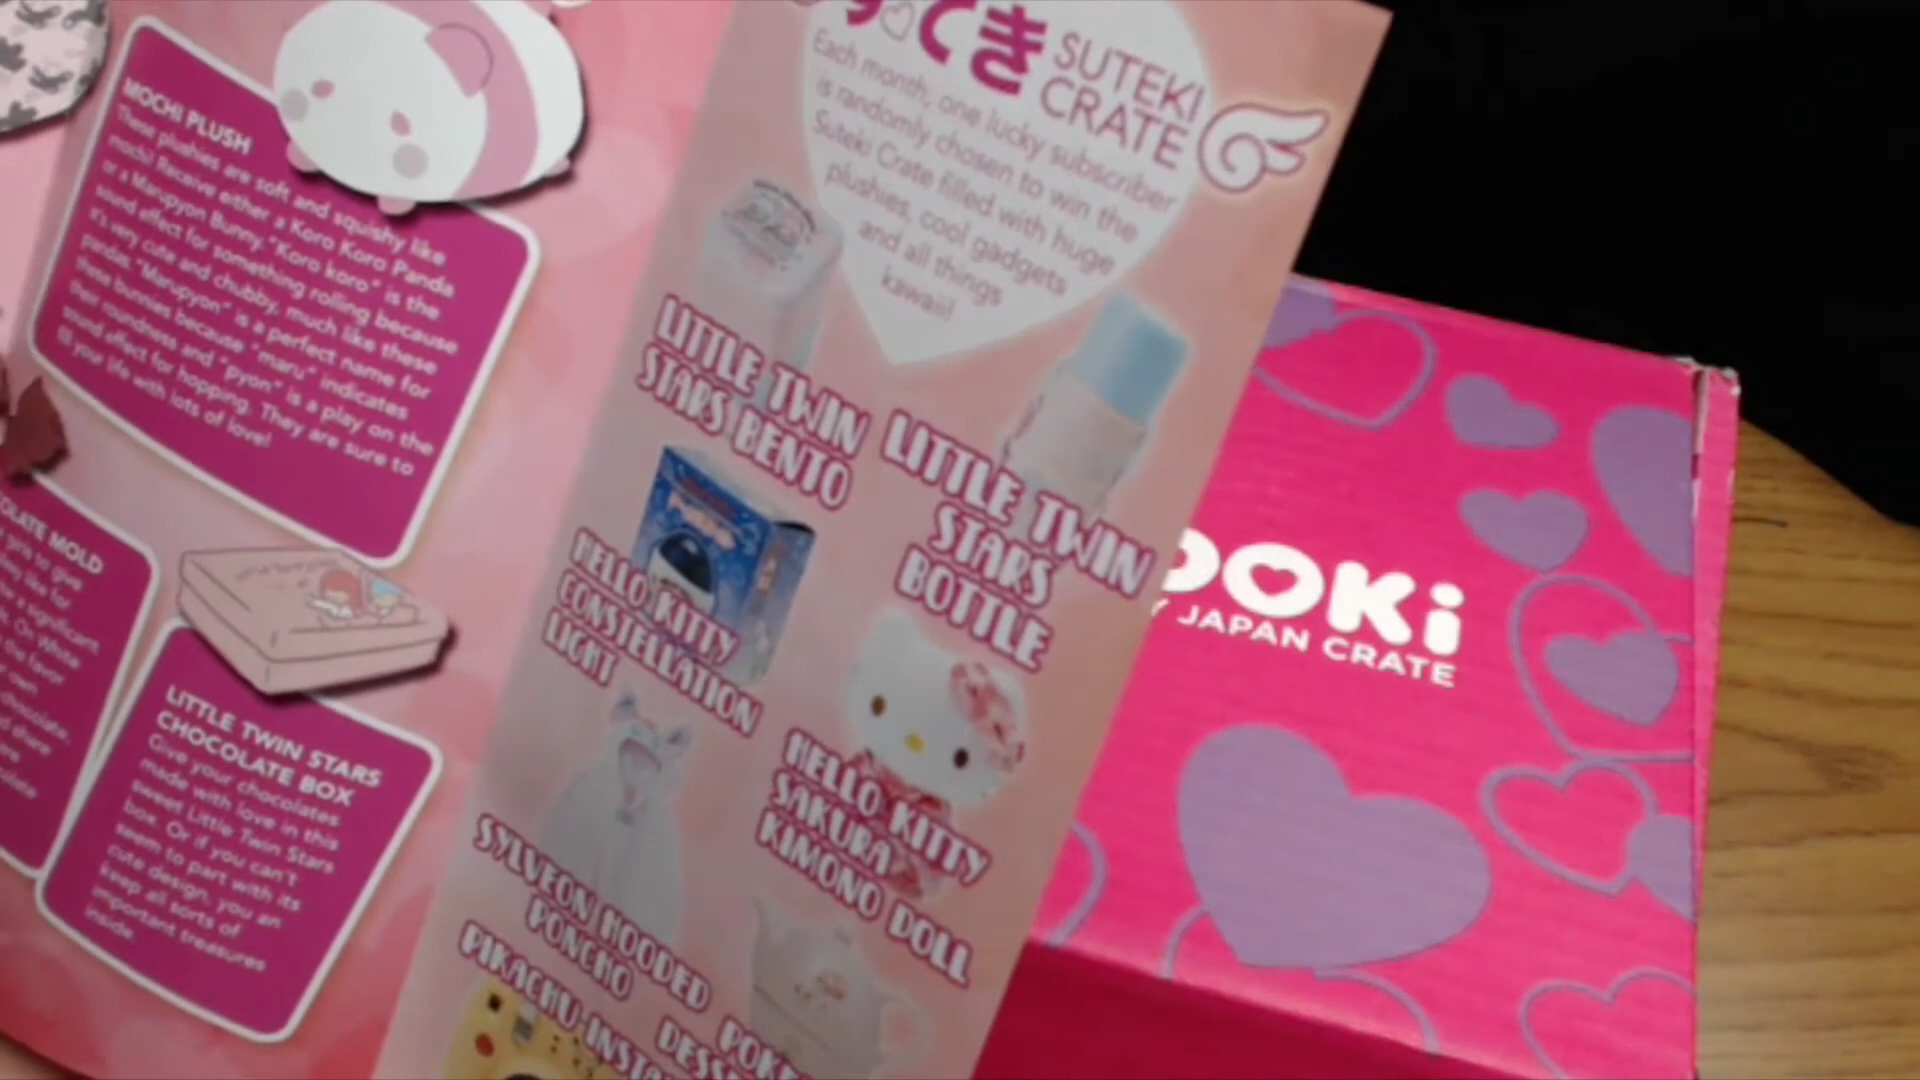 MOCHI PLUSH
These plushies are soft and squishy like
mochi! Receive either a Koro Koro Panda
or a Marupyon Bunny. "Koro koro" is the
sound effect for something rolling because
it's very cute and chubby, much like these
pandas. "Marupyon" is a perfect name for
these bunnies because "maru" indicates
their roundness and "pyon" is a play on the
sound effect for hopping. They are sure to
fill your life with lots of love!
OLATE MOLD
LITTLE TWIN STARS
CHOCOLATE BOX
Give your chocolates
made with love in this
sweet Little Twin Stars
box. Or if you can't
seem to part with its
cute design, you an
keep all sorts of
important treasures
inside.
てき
SUTEKI
CRATE
Each month, one lucky subscriber
is randomly chosen to win the
Suteki Crate filled with huge
plushies, cool gadgets
and all things
kawaii!
LITTLE TWIN
STARS BENTO
LITTLE TWIN
STARS
BOTTLE
HELLO KITTY
CONSTELLATION
LIGHT
HELLO KITTY
SAKURA
KIMONO DOLL
SYLVEON HOODED
PONCHO
PIKACHU INSTA
POKE
DESSE
OOKi
Y JAPAN CRATE